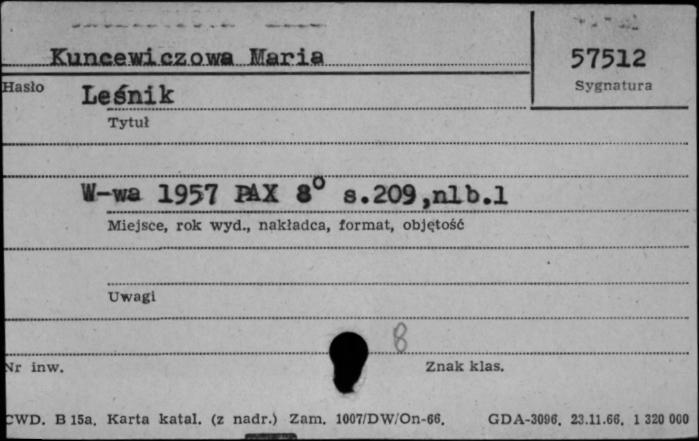 Kuncewiczowa Maria
57512
Hasło
Sygnatura
Leśnik
Tytuł
W-wa 1957 PAX 8° s.209,nlb.1
Miejsce, rok wyd., nakładca, format, objętość
Uwagi
8
Nr inw.
Znak klas.
CWD. B 15a. Karta katal. (z nadr.) Zam. 1007/DW/On-66. GDA-3096. 23.11.66. 1 320 000